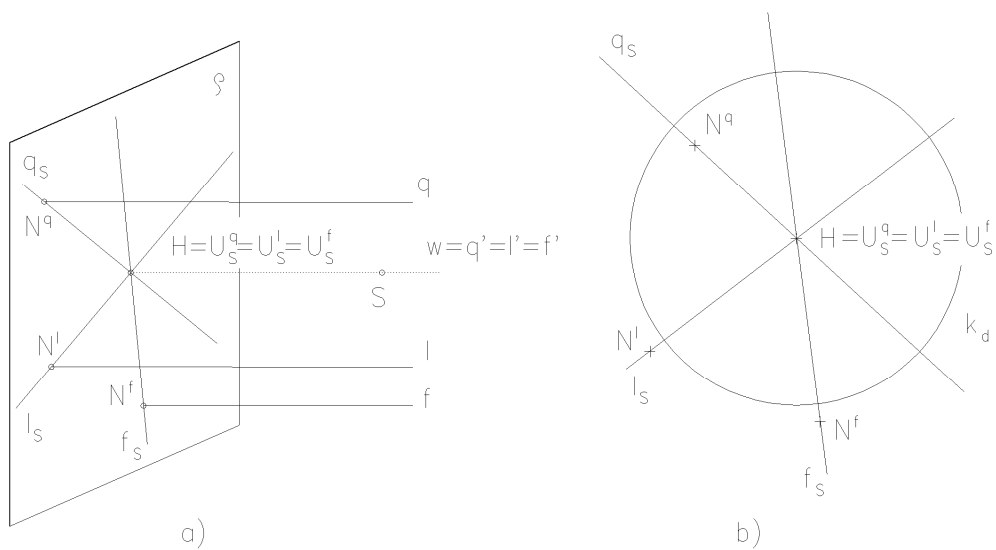 ρ
q_S
N^q
q
H=U_S^q=U_S^l=U_S^f
w=q'=l'=f'
S
N^l
l
N^f
f
l_S
f_S
a)
q_S
N^q
H=U_S^q=U_S^l=U_S^f
N^l
k_d
l_S
N^f
f_S
b)